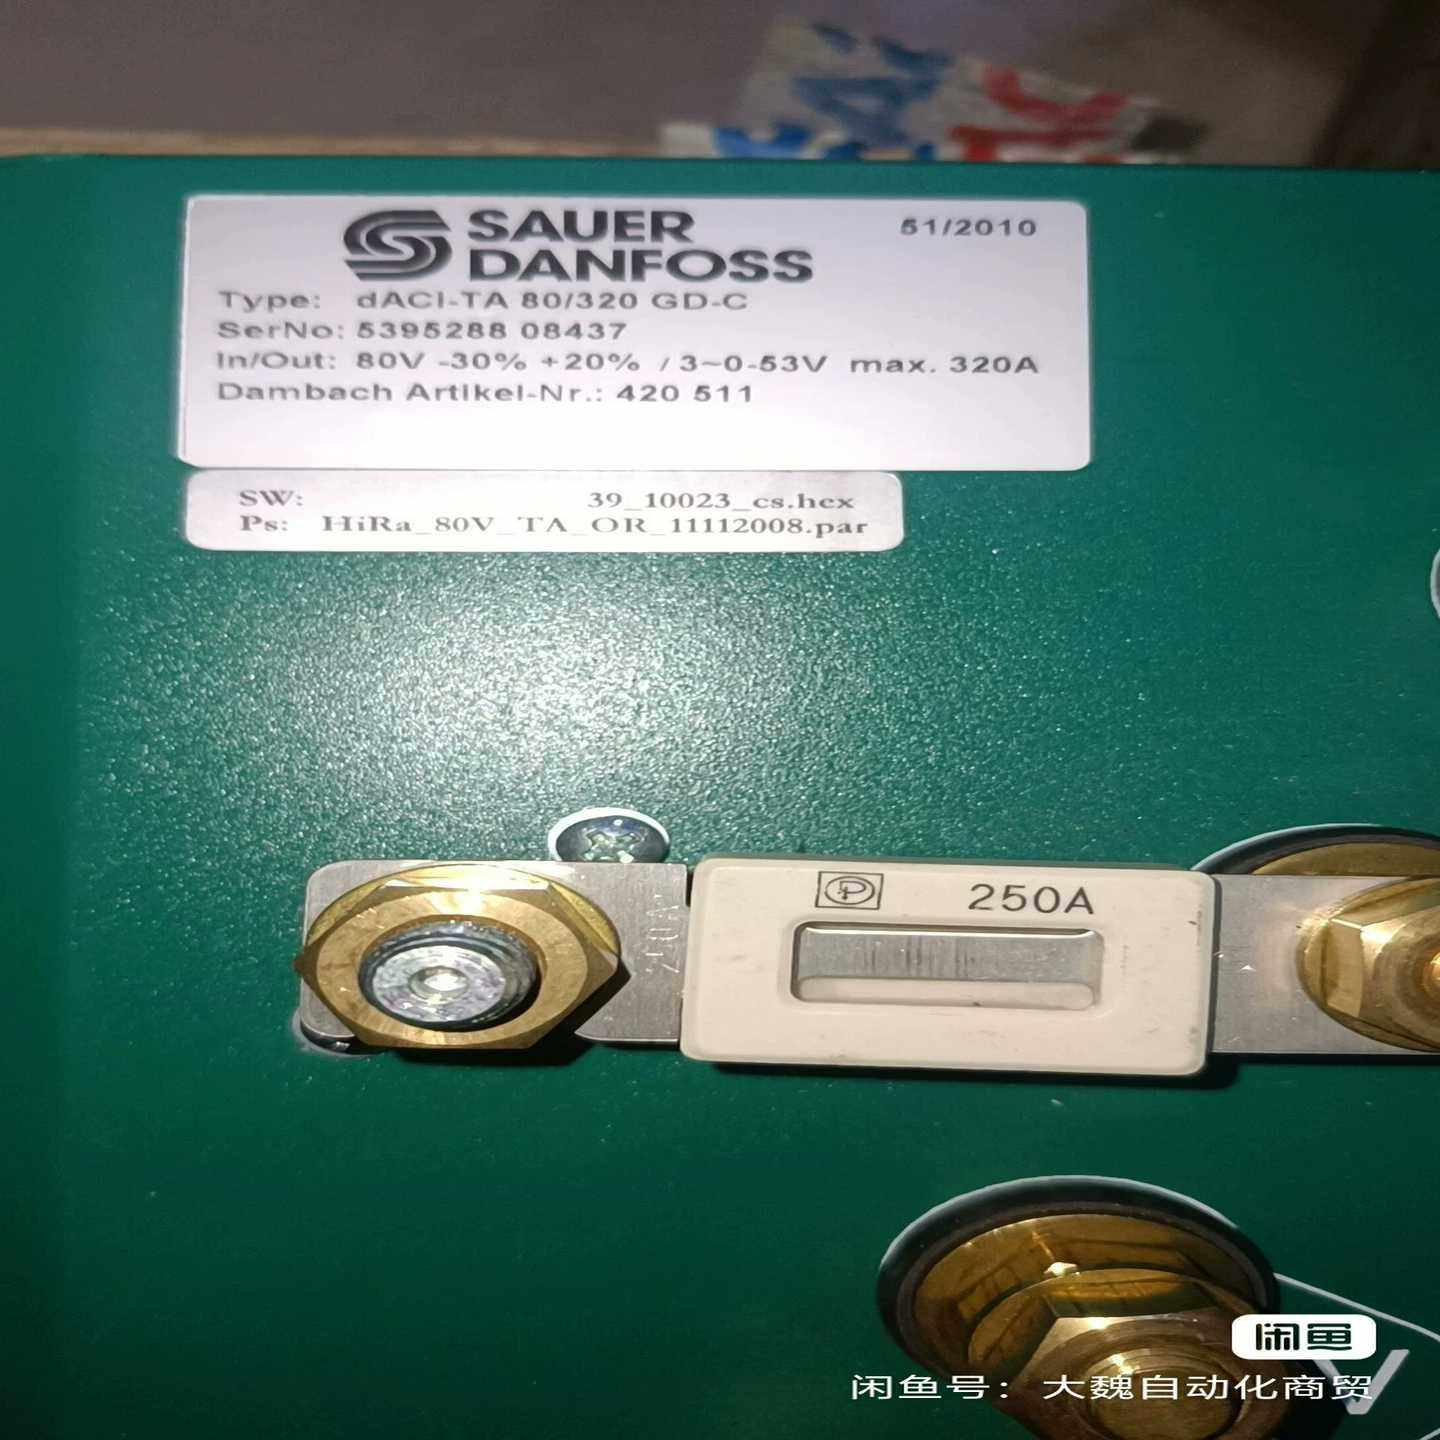 SAUER
DANFOSS
51/2010
Type: dACI-TA 80/320 GD-C
SerNo: 5395288 08437
In/Out: 80V -30% +20% / 3~0-53V max. 320A
Dambach Artikel-Nr.: 420 511
SW: 39_10023_cs.hex
Ps: HiRa_80V_TA_OR_11112008.par
250A
闲鱼
V
闲鱼号：大魏自动化商贸